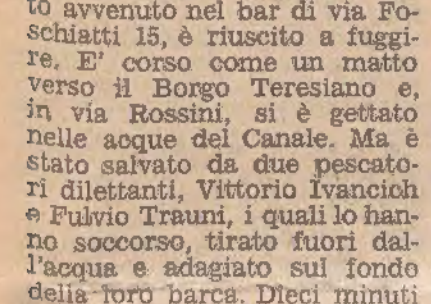 to avvenuto nel bar di via Fo-
schiatti 15, è riuscito a fuggi-
re. E' corso come un matto
verso il Borgo Teresiano e,
in via Rossini, si è gettato
nelle acque del Canale. Ma è
stato salvato da due pescato-
ri dilettanti, Vittorio Ivancich
e Fulvio Trauni, i quali lo han-
no soccorso, tirato fuori dal-
l'acqua e adagiato sul fondo
della loro barca. Dieci minuti